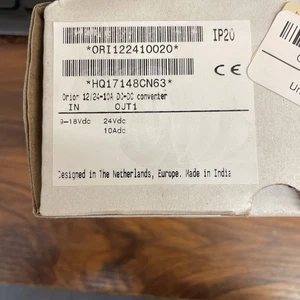 IP20
*ORI122410020*
*HQ17148CN63*
CE
Orion 12/24-10A DC-DC converter
IN OUT1
9-18Vdc 24Vdc
10Adc
Designed in The Netherlands, Europe. Made in India